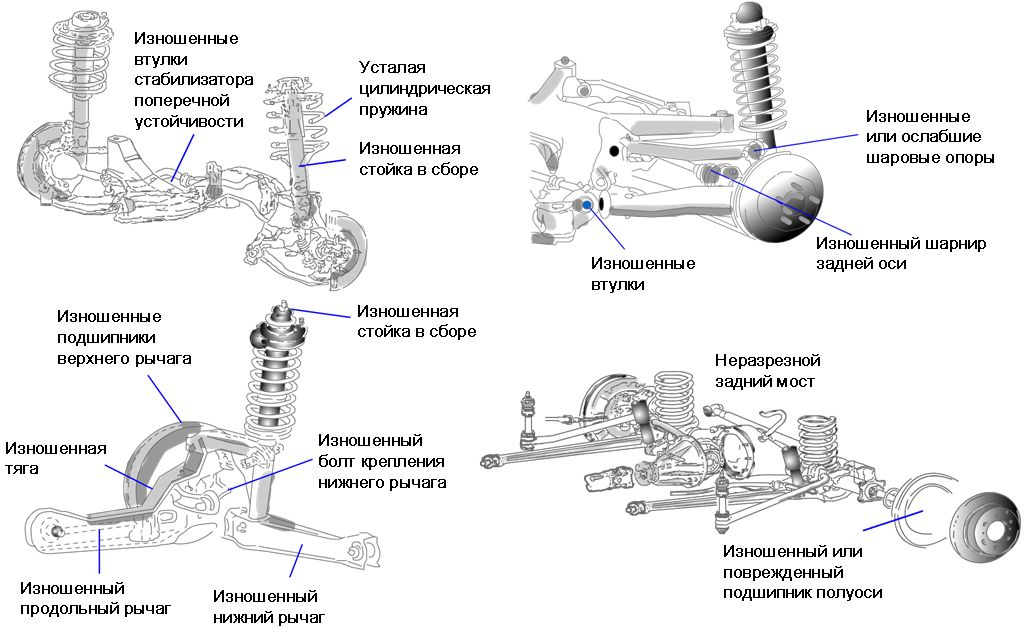 Изношенные
втулки
стабилизатора
поперечной
устойчивости
Усталая
цилиндрическая
пружина
Изношенная
стойка в сборе
Изношенные
или ослабшие
шаровые опоры
Изношенный шарнир
задней оси
Изношенные
втулки
Изношенные
подшипники
верхнего рычага
Изношенная
стойка в сборе
Изношенная
тяга
Изношенный
болт крепления
нижнего рычага
Изношенный
продольный рычаг
Изношенный
нижний рычаг
Неразрезной
задний мост
Изношенный или
поврежденный
подшипник полуоси